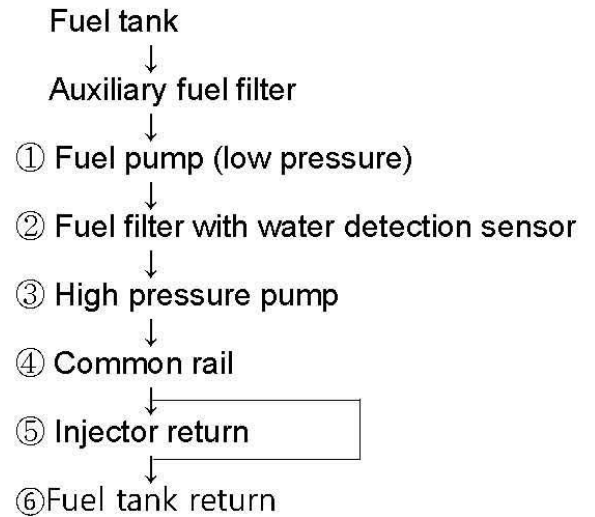 Fuel tank
↓
Auxiliary fuel filter
↓
① Fuel pump (low pressure)
↓
② Fuel filter with water detection sensor
↓
③ High pressure pump
↓
④ Common rail
↓
⑤ Injector return
↓
⑥Fuel tank return